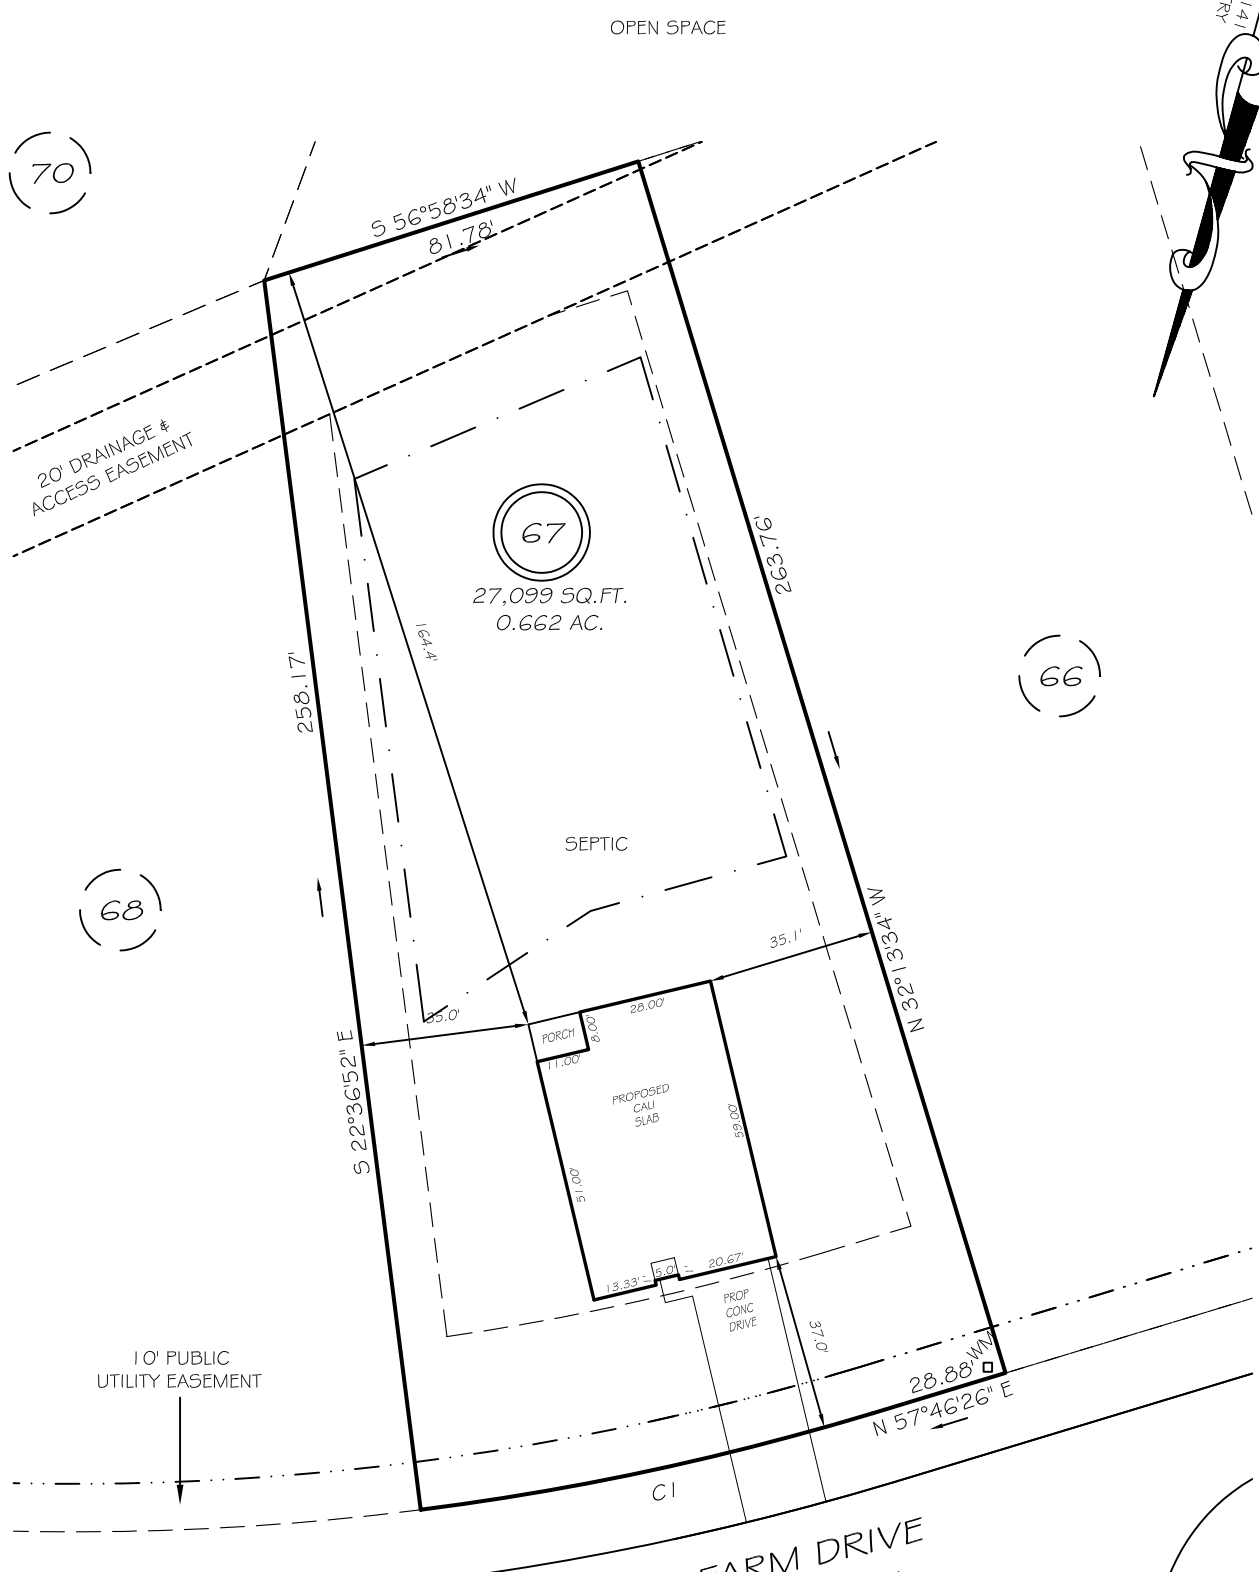 OPEN SPACE
141
TRY
70
S 56°58'34" W
81.78'
20' DRAINAGE &
ACCESS EASEMENT
67
27,099 SQ.FT.
0.662 AC.
263.76'
164.4'
258.17'
66
SEPTIC
68
N 32°13'34" W
35.1'
35.0'
28.00'
PORCH
8.00'
11.00'
S 22°36'52" E
PROPOSED
CALI
SLAB
59.00'
51.00'
13.33'
5.0'
20.67'
PROP
CONC
DRIVE
37.0'
10' PUBLIC
UTILITY EASEMENT
WM
28.88'
N 57°46'26" E
C1
FARM DRIVE